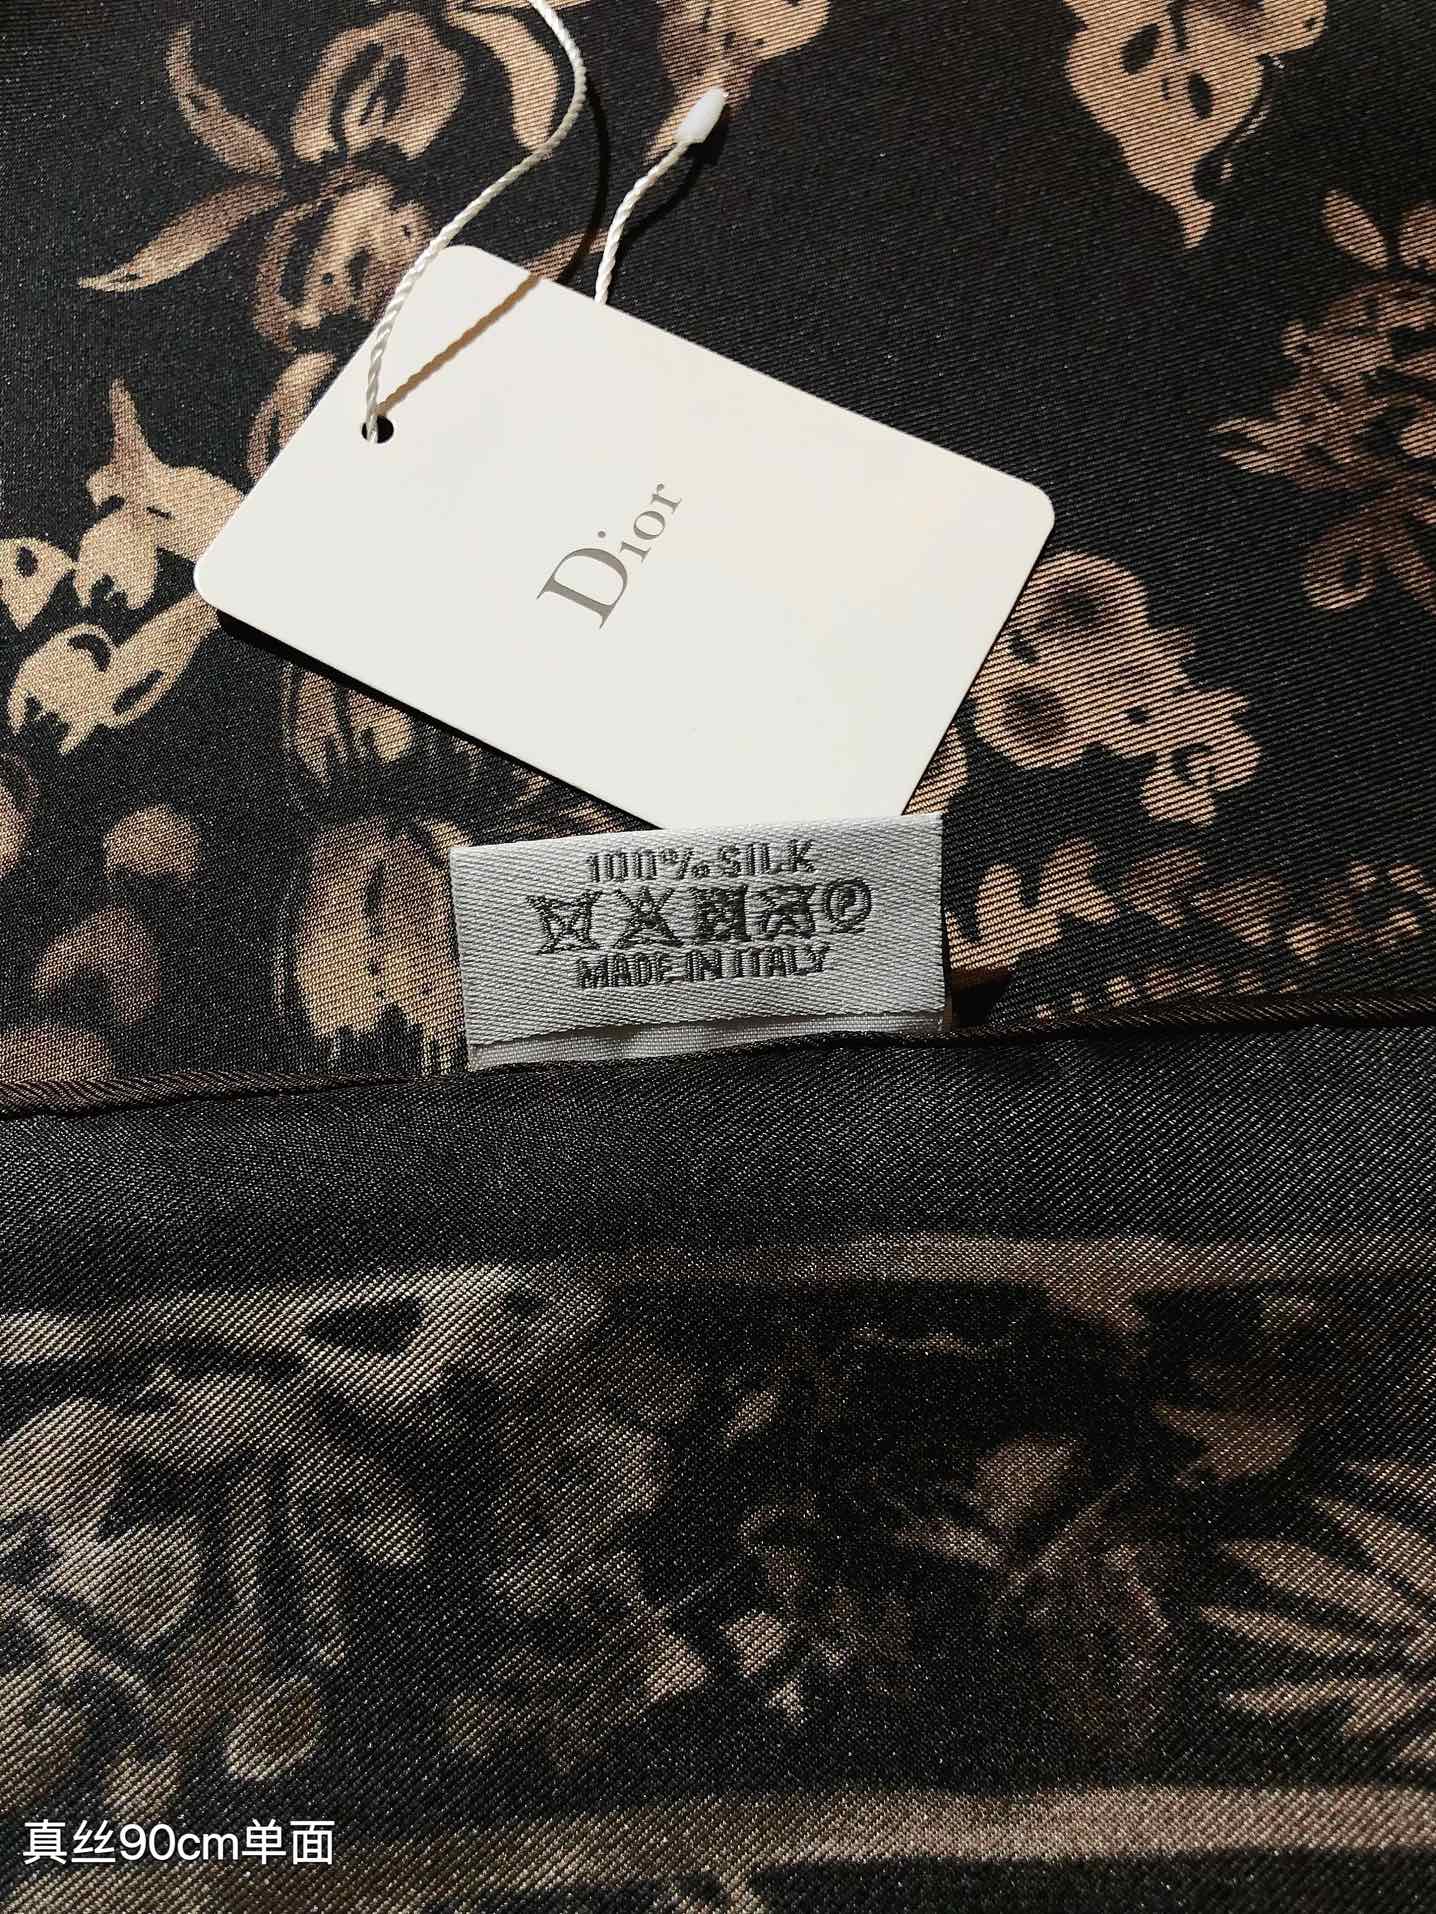 Dior
100% SILK
MADE IN ITALY
真丝90cm单面